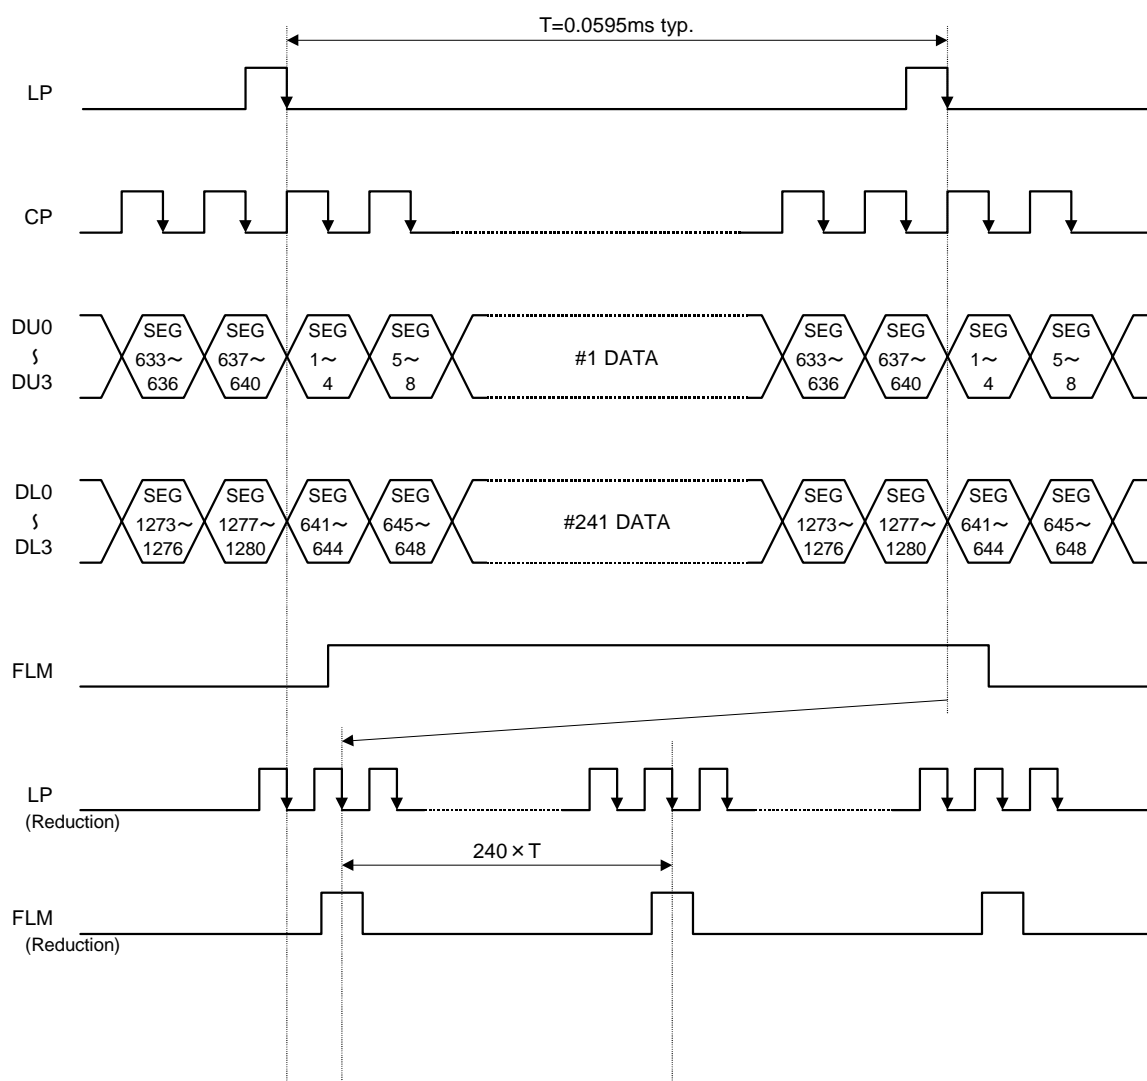 T=0.0595ms typ.
LP
CP
DU0
∫
DU3
SEG SEG SEG SEG SEG SEG SEG SEG
633～ 637～ 1～ 5～ #1 DATA 633～ 637～ 1～ 5～
636 640 4 8 636 640 4 8
DL0
∫
DL3
SEG SEG SEG SEG SEG SEG SEG SEG
1273～ 1277～ 641～ 645～ #241 DATA 1273～ 1277～ 641～ 645～
1276 1280 644 648 1276 1280 644 648
FLM
LP
(Reduction)
240×T
FLM
(Reduction)